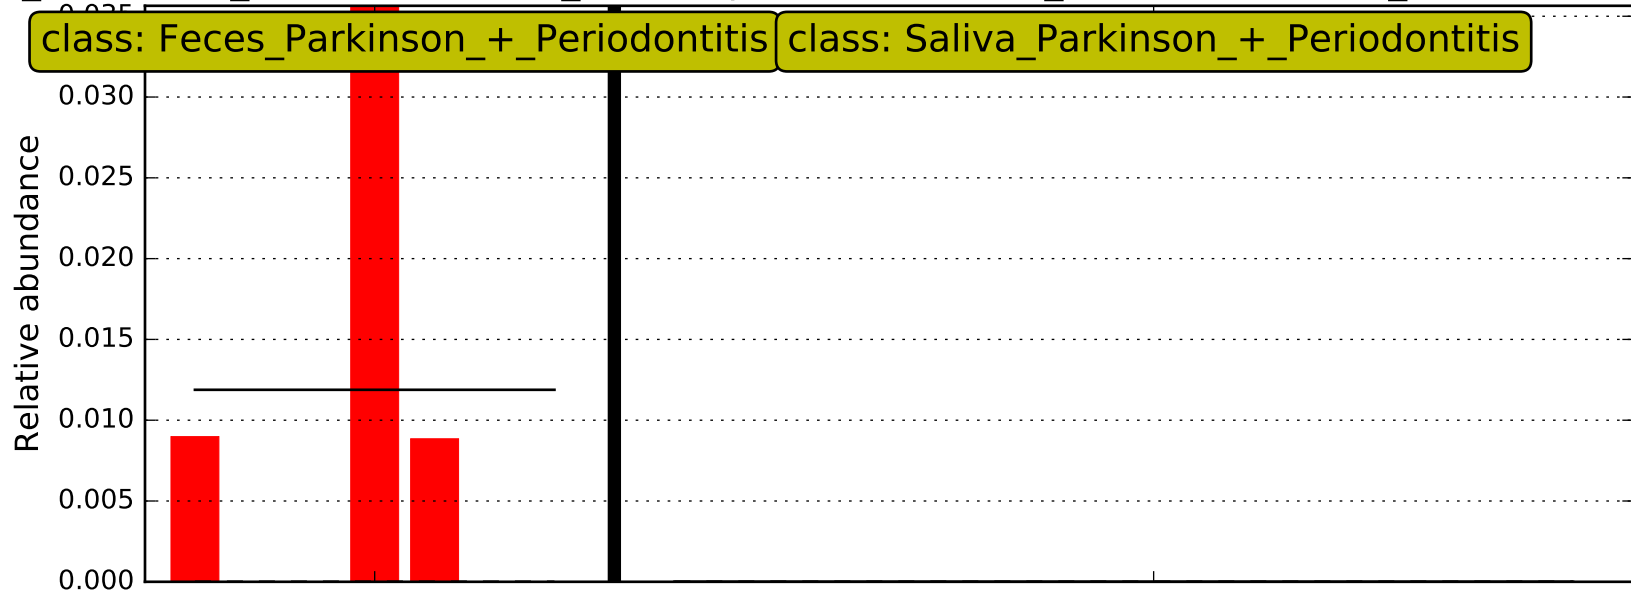 class: Feces_Parkinson_+_Periodontitis
class: Saliva_Parkinson_+_Periodontitis
0.030
0.025
0.020
0.015
0.010
0.005
0.000
Relative abundance